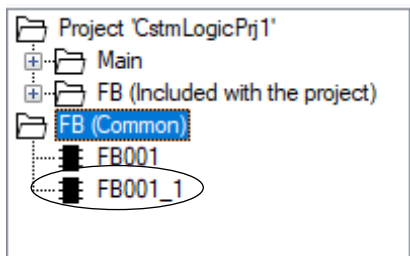 Project 'CstmLogicPrj1'
Main
FB (Included with the project)
FB (Common)
FB001
FB001_1